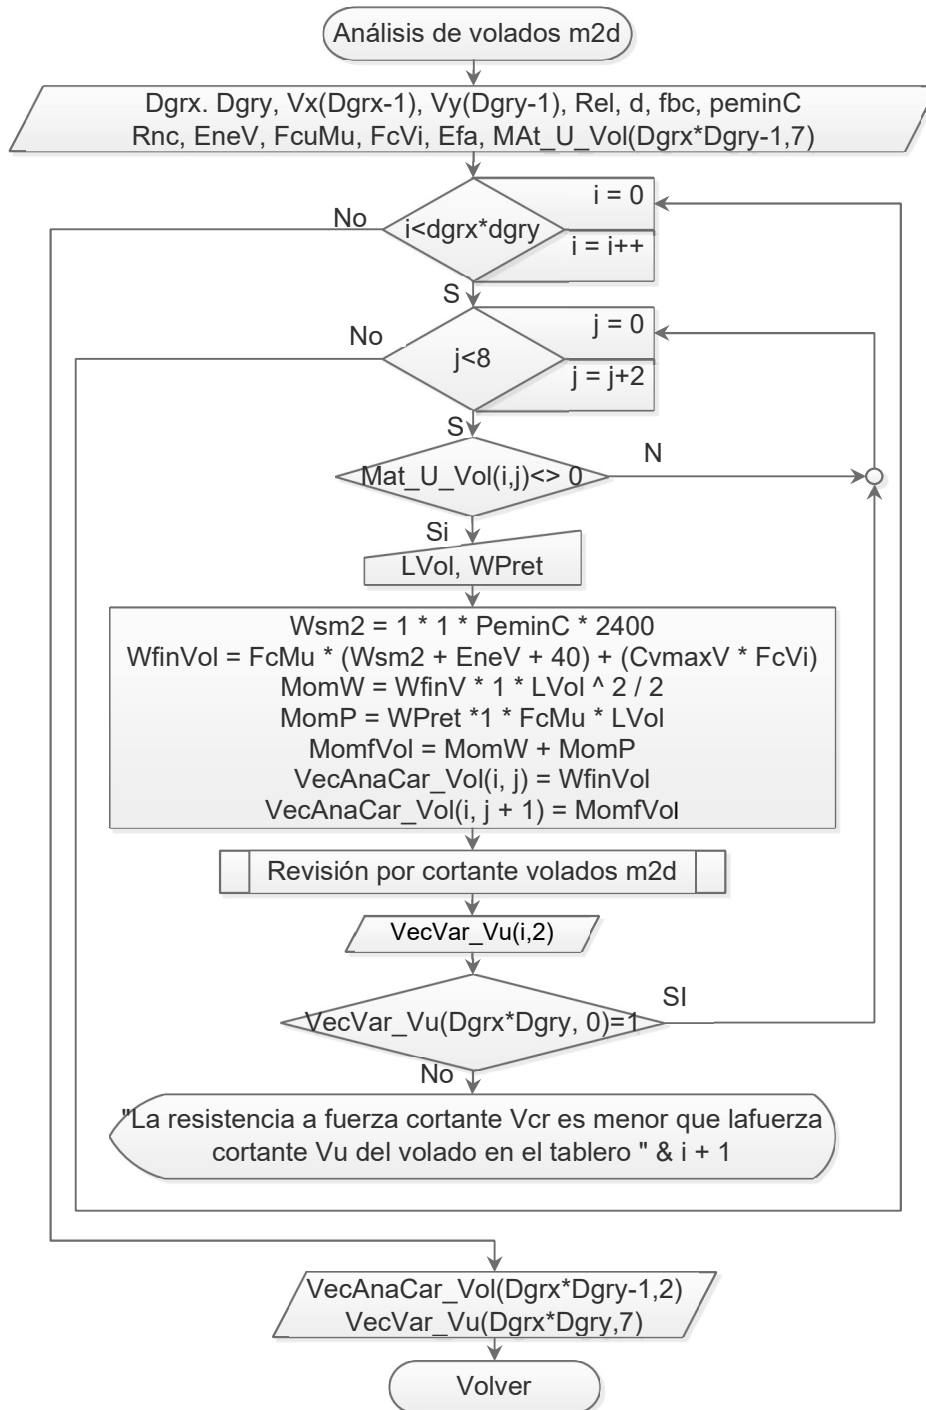 Análisis de volados m2d
Dgrx. Dgry, Vx(Dgrx-1), Vy(Dgry-1), Rel, d, fbc, peminC
Rnc, EneV, FcuMu, FcVi, Efa, MAt_U_Vol(Dgrx*Dgry-1,7)
i = 0
No
i<dgrx*dgry
i = i++
S
j = 0
No
j<8
j = j+2
S
Mat_U_Vol(i,j)<> 0
N
Si
LVol, WPret
Wsm2 = 1 * 1 * PeminC * 2400
WfinVol = FcMu * (Wsm2 + EneV + 40) + (CvmaxV * FcVi)
MomW = WfinV * 1 * LVol ^ 2 / 2
MomP = WPret *1 * FcMu * LVol
MomfVol = MomW + MomP
VecAnaCar_Vol(i, j) = WfinVol
VecAnaCar_Vol(i, j + 1) = MomfVol
Revisión por cortante volados m2d
VecVar_Vu(i,2)
VecVar_Vu(Dgrx*Dgry, 0)=1
SI
No
"La resistencia a fuerza cortante Vcr es menor que lafuerza
cortante Vu del volado en el tablero " & i + 1
VecAnaCar_Vol(Dgrx*Dgry-1,2)
VecVar_Vu(Dgrx*Dgry,7)
Volver